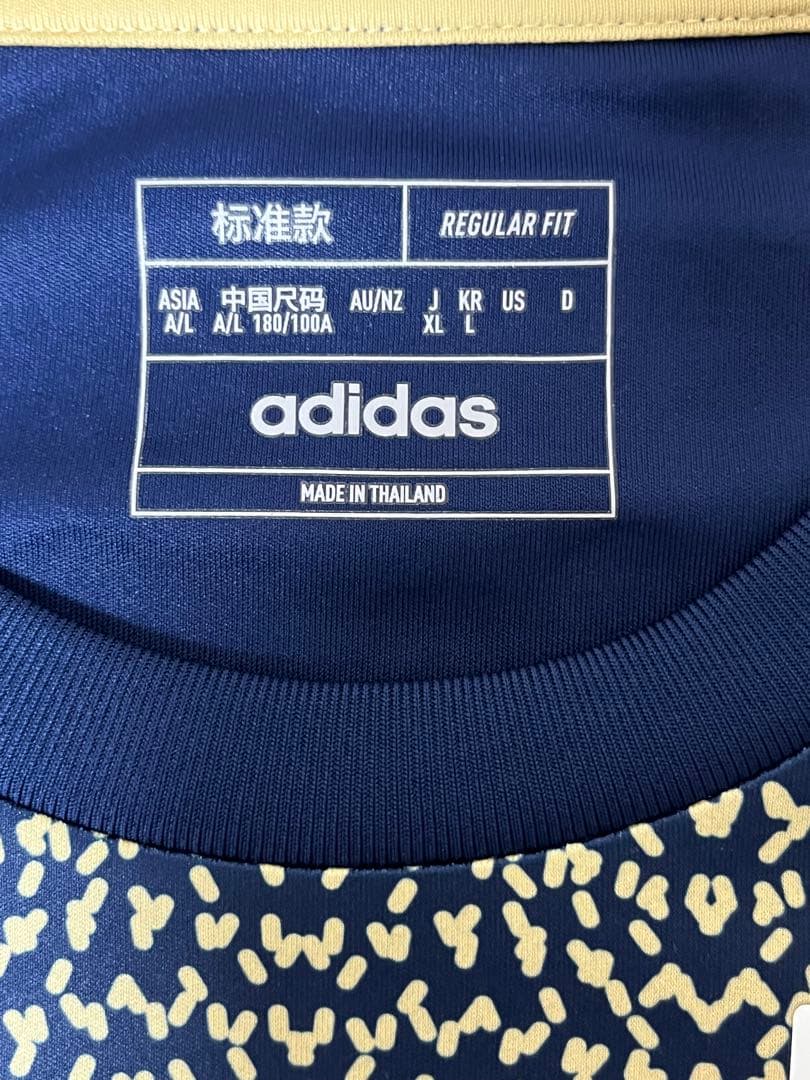 标准款 REGULAR FIT
ASIA 中国尺码 AU/NZ J KR US D
A/L A/L 180/100A XL L
adidas
MADE IN THAILAND